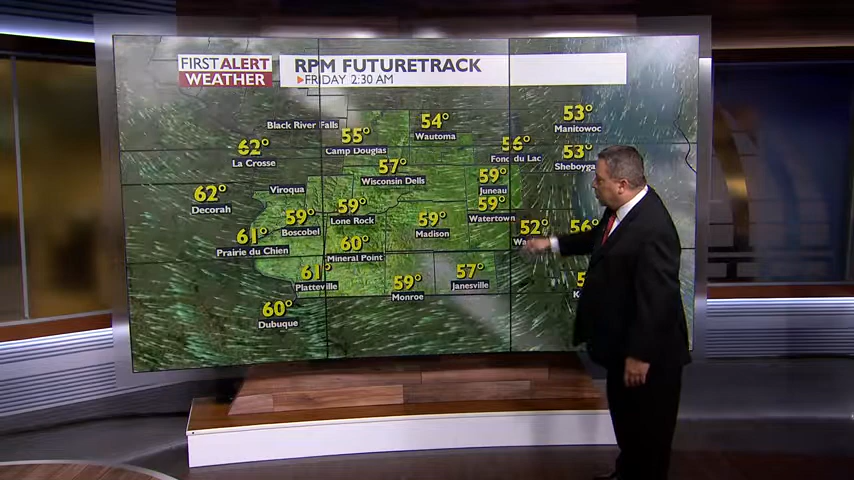 FIRST ALERT
WEATHER
RPM FUTURETRACK
FRIDAY 2:30 AM
53°
Manitowoc
54°
Wautoma
Black River Falls
55°
Camp Douglas
56°
Fond du Lac
53°
62°
La Crosse
57°
Wisconsin Dells
59°
Juneau
62°
Decorah
Viroqua
59°
Lone Rock
59°
Boscobel
59°
Madison
59°
Watertown
52°
56°
61°
Prairie du Chien
60°
Mineral Point
61°
Platteville
59°
Monroe
57°
Janesville
60°
Dubuque